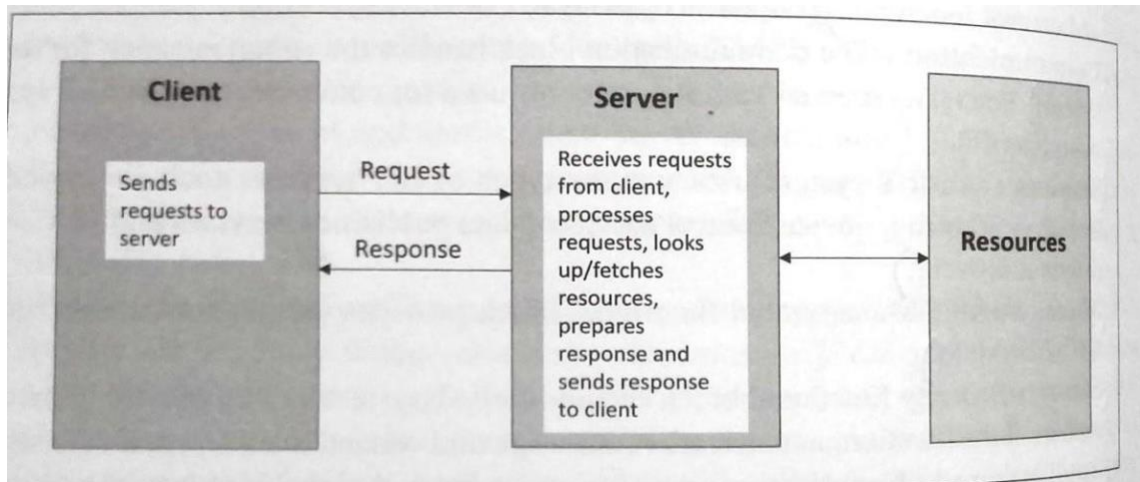 Client
Sends
requests to
server
Request
Response
Server
Receives requests
from client,
processes
requests, looks
up/fetches
resources,
prepares
response and
sends response
to client
Resources